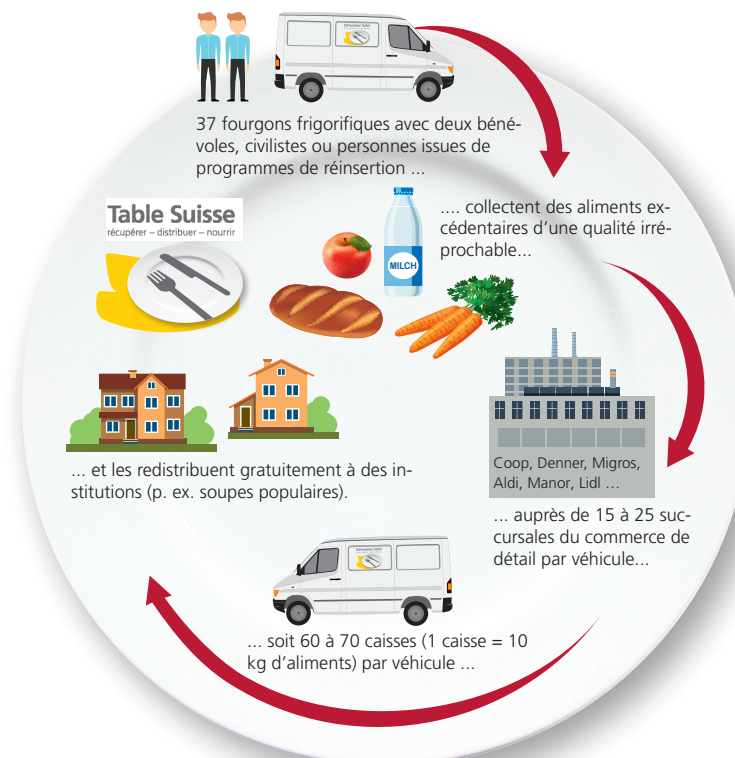 37 fourgons frigorifiques avec deux béné-
voles, civilistes ou personnes issues de
programmes de réinsertion ...
.... collectent des aliments ex-
cédentaires d'une qualité irré-
prochable...
Table Suisse
récupérer – distribuer – nourrir
MILCH
Coop, Denner, Migros,
Aldi, Manor, Lidl ...
... auprès de 15 à 25 suc-
cursales du commerce de
détail par véhicule...
... soit 60 à 70 caisses (1 caisse = 10
kg d'aliments) par véhicule ...
... et les redistribuent gratuitement à des in-
stitutions (p. ex. soupes populaires).